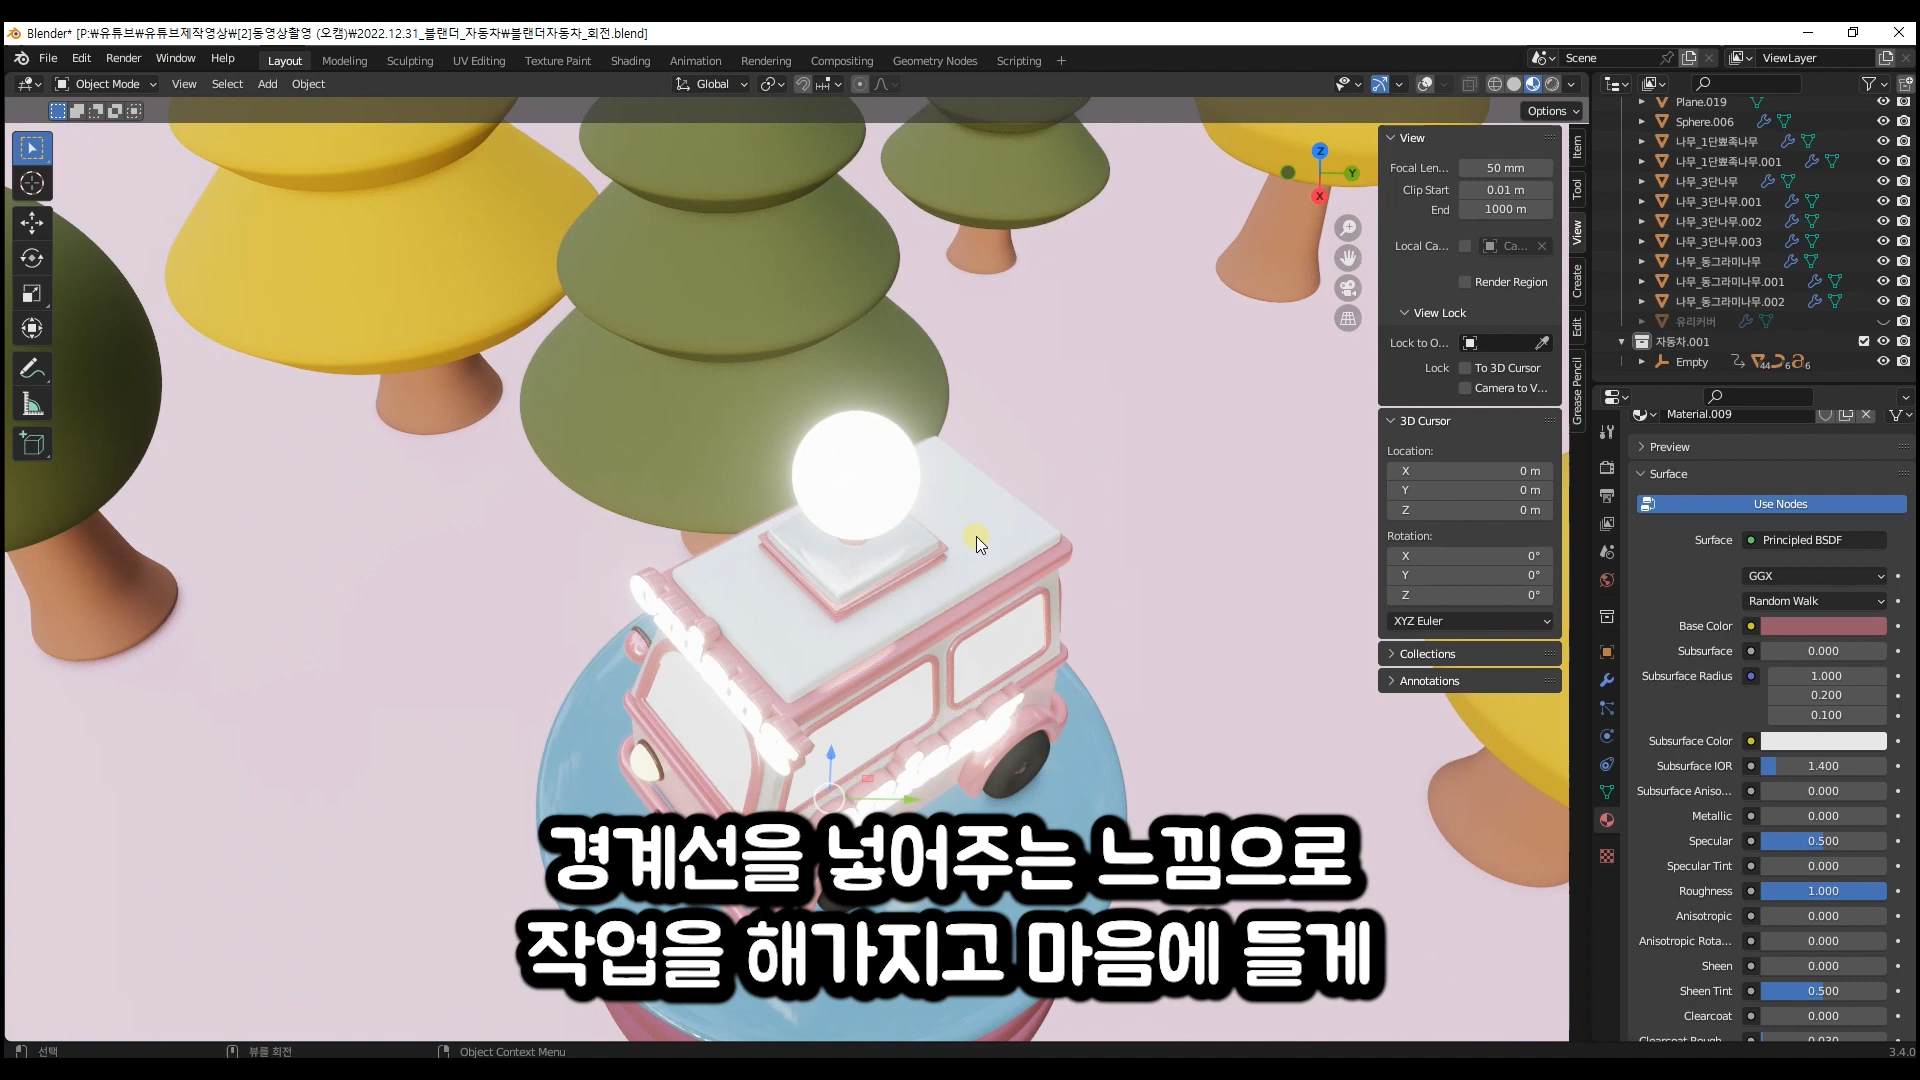 Blender* [P:₩유튜브₩유튜브제작영상₩[2]동영상촬영 (오캠)₩2022.12.31_블랜더_자동차₩블랜더자동차_회전.blend]
File Edit Render Window Help Layout Modeling Sculpting UV Editing Texture Paint Shading Animation Rendering Compositing Geometry Nodes Scripting + Scene ViewLayer
Object Mode View Select Add Object Global
Options
View
Focal Len... 50 mm
Clip Start 0.01 m
End 1000 m
Local Ca... Ca...
Render Region
View Lock
Lock to O...
Lock To 3D Cursor
Camera to V...
3D Cursor
Location:
X 0 m
Y 0 m
Z 0 m
Rotation:
X 0°
Y 0°
Z 0°
XYZ Euler
Collections
Annotations
Item
Tool
View
Create
Edit
Grease Pencil
Z
Y
X
Plane.019
Sphere.006
나무_1단뾰족나무
나무_1단뾰족나무.001
나무_3단나무
나무_3단나무.001
나무_3단나무.002
나무_3단나무.003
나무_동그라미나무
나무_동그라미나무.001
나무_동그라미나무.002
유리커버
자동차.001
Empty 44 6 6
Material.009
Preview
Surface
Use Nodes
Surface Principled BSDF
GGX
Random Walk
Base Color
Subsurface 0.000
Subsurface Radius 1.000
0.200
0.100
Subsurface Color
Subsurface IOR 1.400
Subsurface Aniso... 0.000
Metallic 0.000
Specular 0.500
Specular Tint 0.000
Roughness 1.000
Anisotropic 0.000
Anisotropic Rota... 0.000
Sheen 0.000
Sheen Tint 0.500
Clearcoat 0.000
Clearcoat Rough... 0.030
경계선을 넣어주는 느낌으로
작업을 해가지고 마음에 들게
선택 뷰를 회전 Object Context Menu 3.4.0